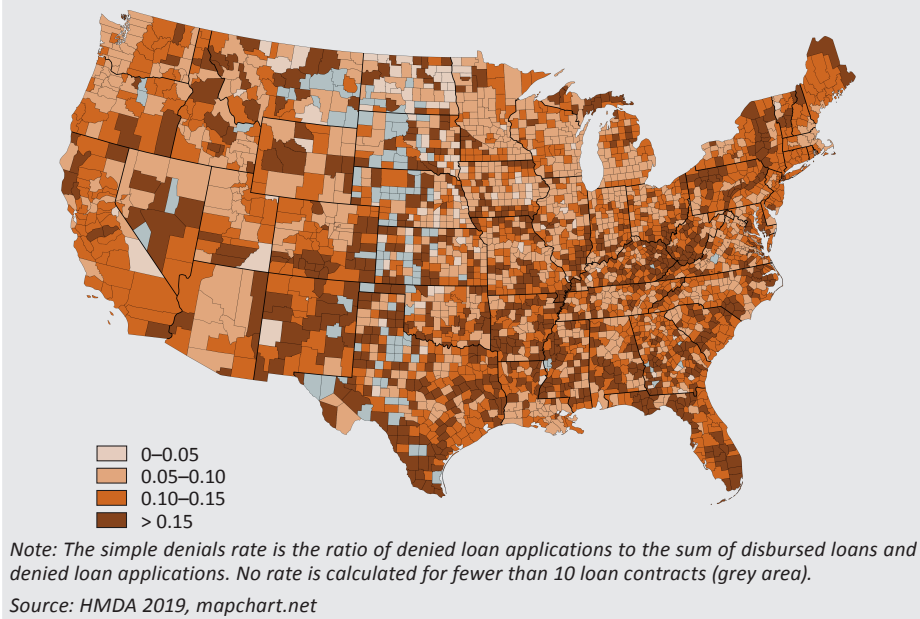 0–0.05
0.05–0.10
0.10–0.15
> 0.15
Note: The simple denials rate is the ratio of denied loan applications to the sum of disbursed loans and
denied loan applications. No rate is calculated for fewer than 10 loan contracts (grey area).
Source: HMDA 2019, mapchart.net